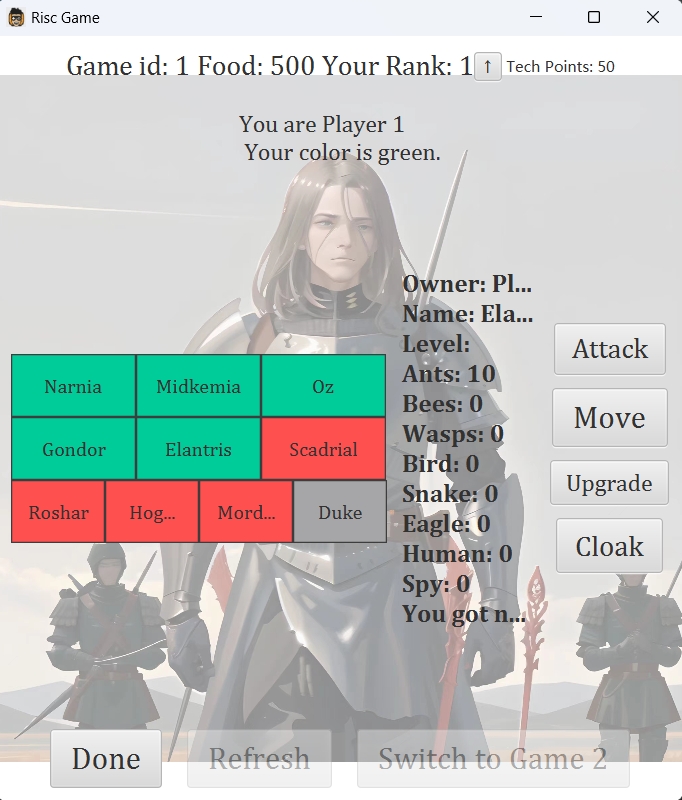 Risc Game
Game id: 1 Food: 500 Your Rank: 1 ↑ Tech Points: 50
You are Player 1
Your color is green.
Owner: Pl...
Name: Ela...
Level:
Ants: 10
Bees: 0
Wasps: 0
Bird: 0
Snake: 0
Eagle: 0
Human: 0
Spy: 0
You got n...
Narnia Midkemia Oz
Gondor Elantris Scadrial
Roshar Hog... Mord... Duke
Attack
Move
Upgrade
Cloak
Done Refresh Switch to Game 2